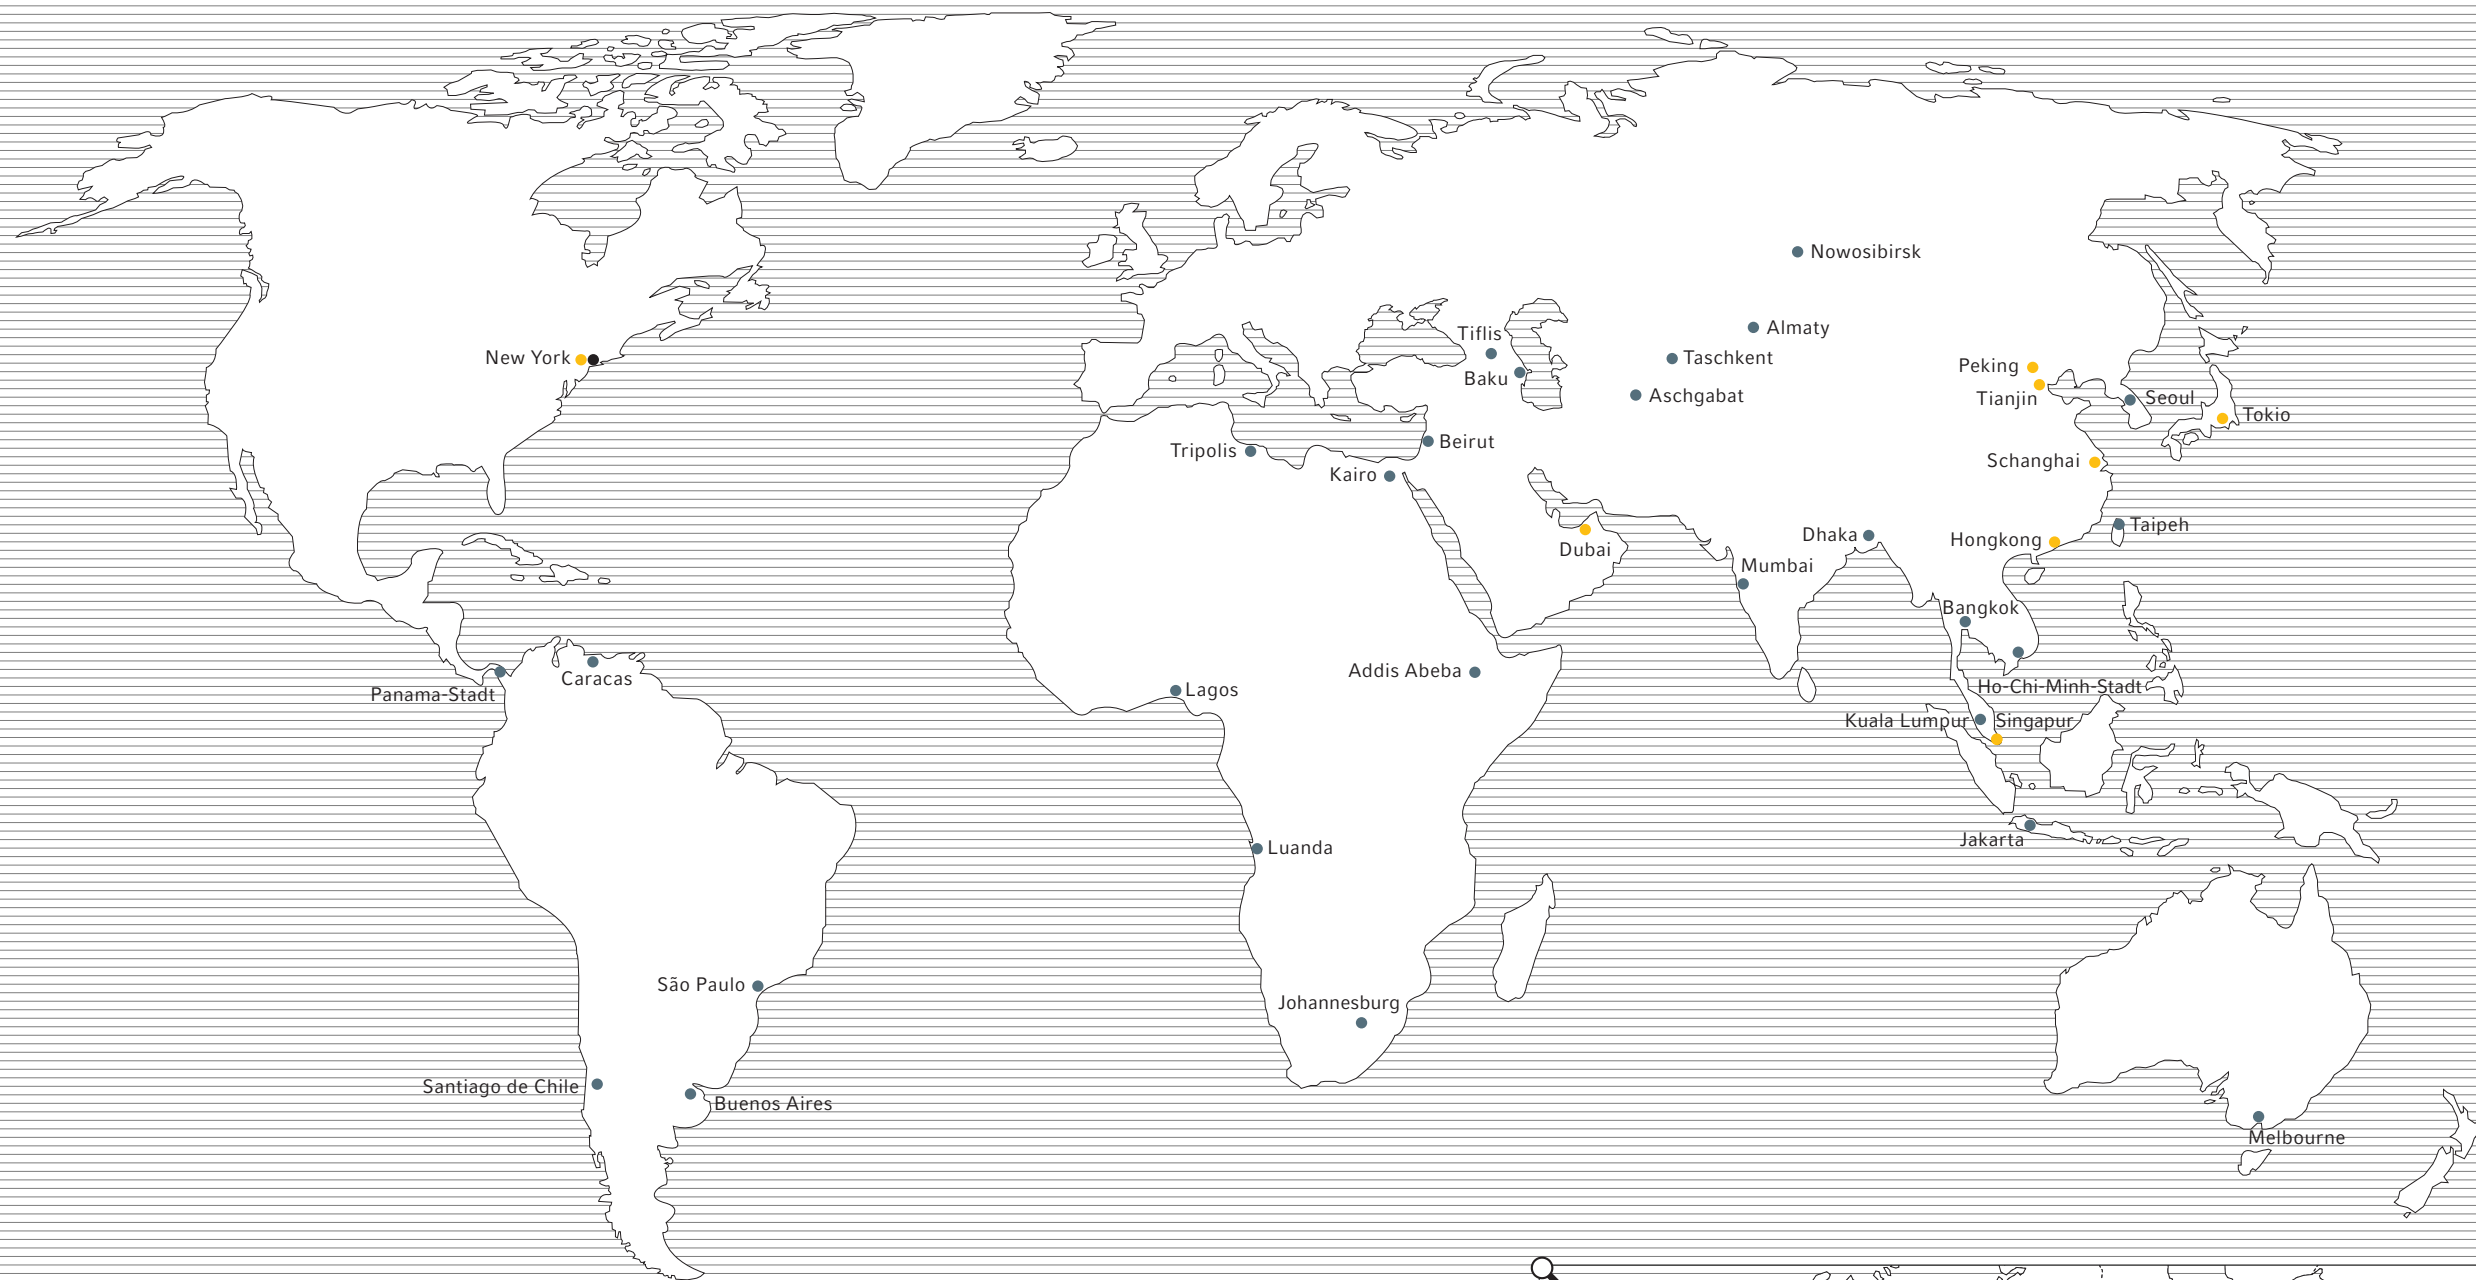 Nowosibirsk
Almaty
Tiflis
New York
Taschkent
Peking
Baku
Aschgabat
Tianjin
Seoul
Tokio
Beirut
Tripolis
Schanghai
Kairo
Taipeh
Dhaka
Hongkong
Dubai
Mumbai
Bangkok
Addis Abeba
Caracas
Ho-Chi-Minh-Stadt
Lagos
Panama-Stadt
Kuala Lumpur
Singapur
Jakarta
Luanda
São Paulo
Johannesburg
Santiago de Chile
Buenos Aires
Melbourne